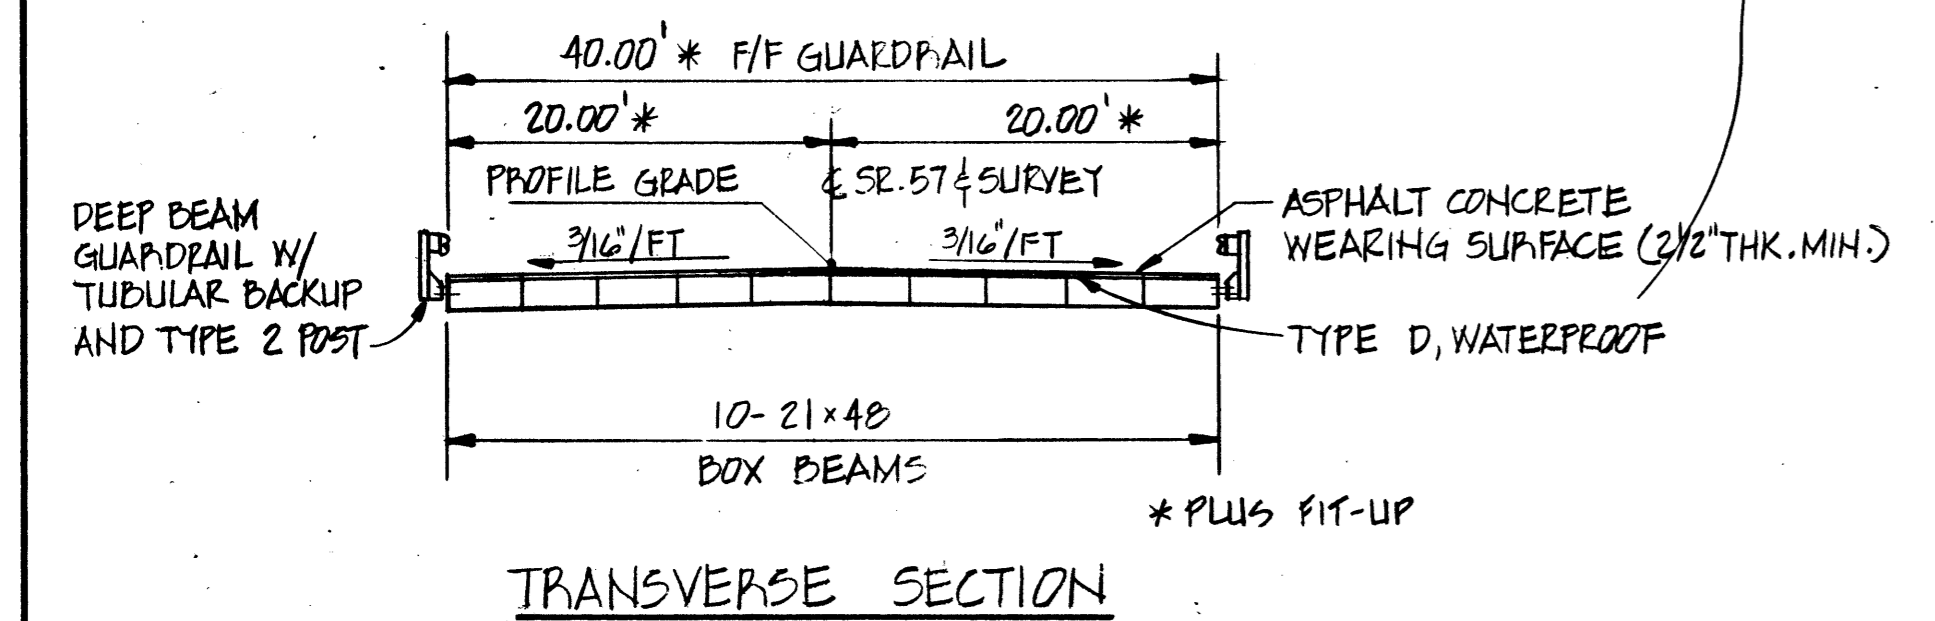 40.00'* F/F GUARDRAIL
20.00'*
20.00'*
PROFILE GRADE
℄ SR.57 & SURVEY
DEEP BEAM
GUARDRAIL W/
TUBULAR BACKUP
AND TYPE 2 POST
3/16"/FT
3/16"/FT
ASPHALT CONCRETE
WEARING SURFACE (2 1/2" THK. MIN.)
TYPE D, WATERPROOF
10- 21×48
BOX BEAMS
* PLUS FIT-UP
TRANSVERSE SECTION